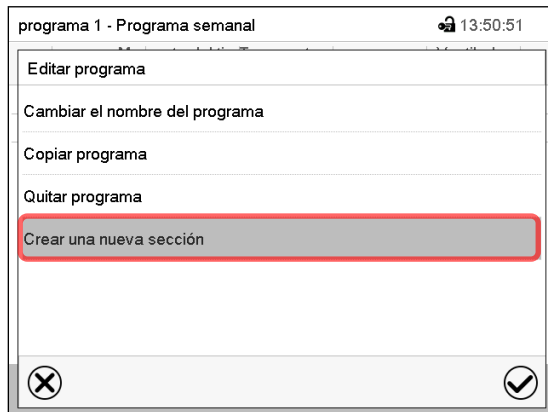 programa 1 - Programa semanal 13:50:51
Editar programa
Cambiar el nombre del programa
Copiar programa
Quitar programa
Crear una nueva sección